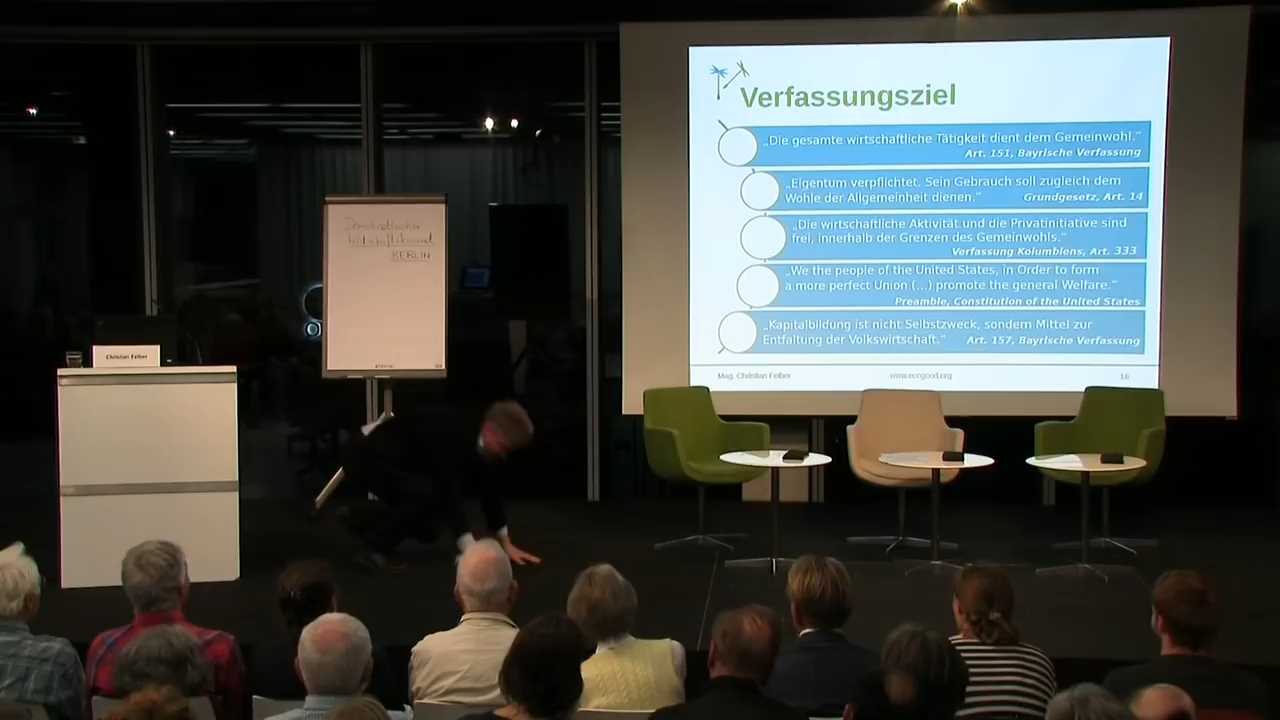 Verfassungsziel
„Die gesamte wirtschaftliche Tätigkeit dient dem Gemeinwohl."
Art. 151, Bayrische Verfassung
„Eigentum verpflichtet. Sein Gebrauch soll zugleich dem
Wohle der Allgemeinheit dienen." Grundgesetz, Art. 14
„Die wirtschaftliche Aktivität und die Privatinitiative sind
frei, innerhalb der Grenzen des Gemeinwohls."
Verfassung Kolumbiens, Art. 333
„We the people of the United States, in Order to form
a more perfect Union (...) promote the general Welfare."
Preamble, Constitution of the United States
„Kapitalbildung ist nicht Selbstzweck, sondern Mittel zur
Entfaltung der Volkswirtschaft." Art. 157, Bayrische Verfassung
Mag. Christian Felber www.ecogood.org 16
Demokratischer
Wirtschaftskonvent
BERLIN
Christian Felber